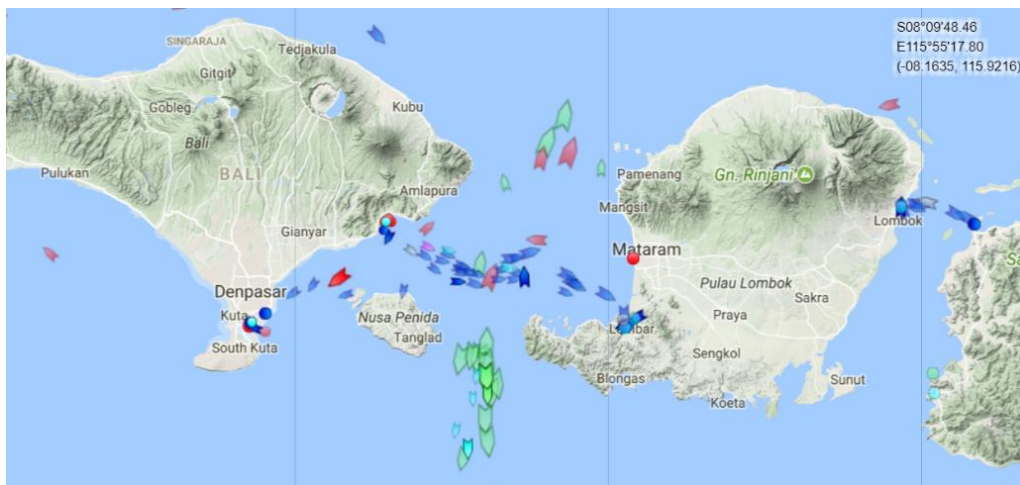 S08°09'48.46
E115°55'17.80
(-08.1635, 115.9216)
SINGARAJA
Tedjakula
Gitgit
Gobleg
Kubu
Bali
Pulukan
BALI
Amlapura
Gianyar
Denpasar
Kuta
South Kuta
Nusa Penida
Tanglad
Pamenang
Gn. Rinjani
Mangsit
Lombok
Mataram
Pulau Lombok
Sakra
Praya
Sengkol
Blongas
Koeta
Sunut